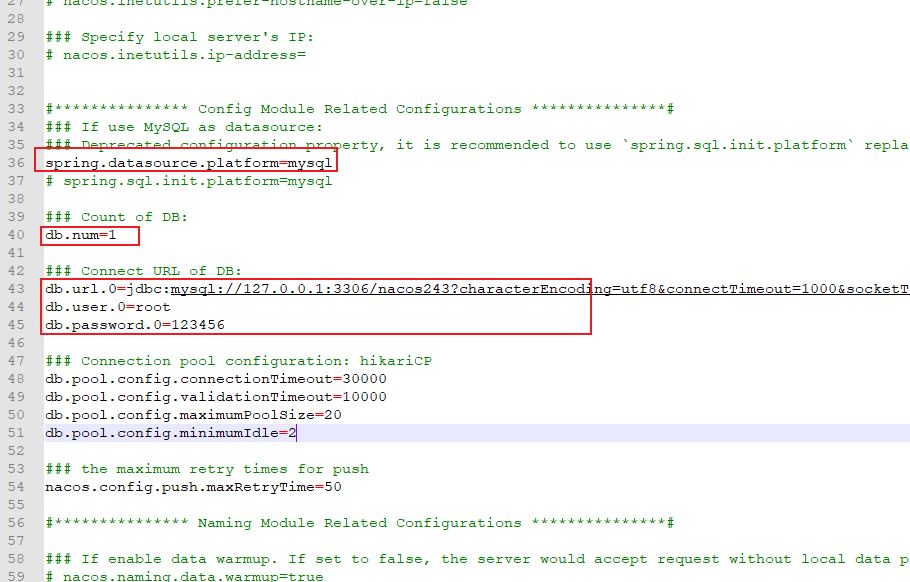 27 # nacos.inetutils.prefer-hostname-over-ip=false
28
29 ### Specify local server's IP:
30 # nacos.inetutils.ip-address=
31
32
33 #*************** Config Module Related Configurations ***************#
34 ### If use MySQL as datasource:
35 ### Deprecated configuration property, it is recommended to use `spring.sql.init.platform` repla
36 spring.datasource.platform=mysql
37 # spring.sql.init.platform=mysql
38
39 ### Count of DB:
40 db.num=1
41
42 ### Connect URL of DB:
43 db.url.0=jdbc:mysql://127.0.0.1:3306/nacos243?characterEncoding=utf8&connectTimeout=1000&socketT
44 db.user.0=root
45 db.password.0=123456
46
47 ### Connection pool configuration: hikariCP
48 db.pool.config.connectionTimeout=30000
49 db.pool.config.validationTimeout=10000
50 db.pool.config.maximumPoolSize=20
51 db.pool.config.minimumIdle=2
52
53 ### the maximum retry times for push
54 nacos.config.push.maxRetryTime=50
55
56 #*************** Naming Module Related Configurations ***************#
57
58 ### If enable data warmup. If set to false, the server would accept request without local data p
59 # nacos.naming.data.warmup=true